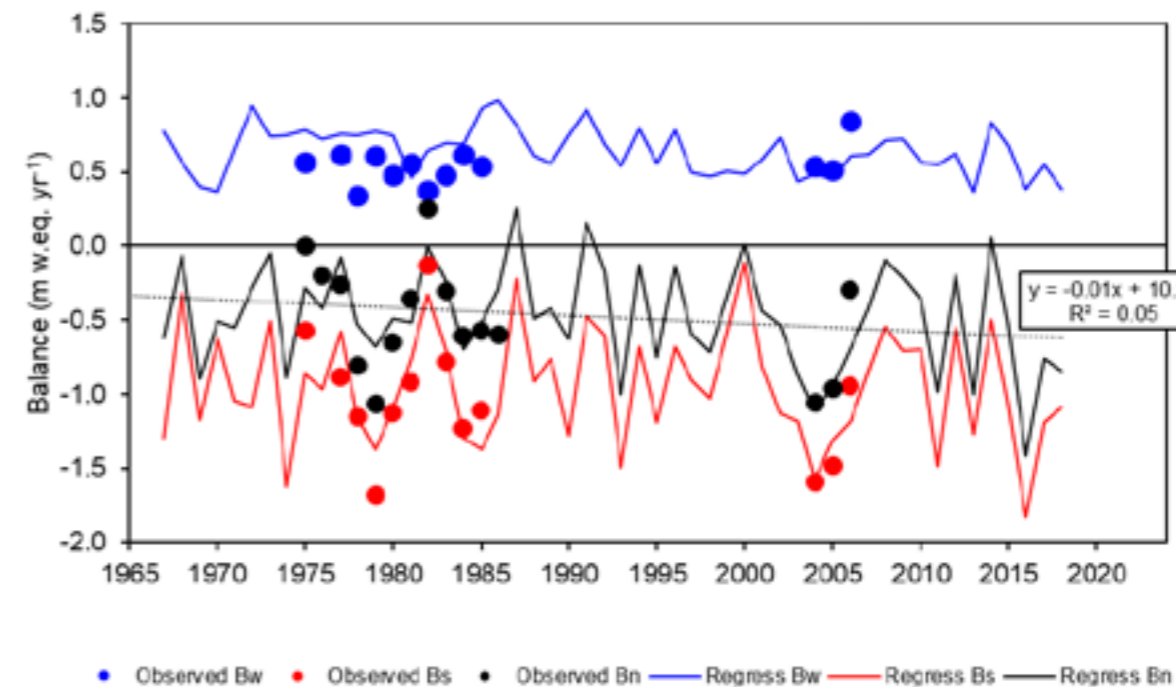 1.5
1.0
0.5
0.0
-0.5
-1.0
-1.5
-2.0
Balance (m w.eq. yr⁻¹)
y = -0.01x + 10.
R² = 0.05
1965 1970 1975 1980 1985 1990 1995 2000 2005 2010 2015 2020
Observed Bw Observed Bs Observed Bn Regress Bw Regress Bs Regress Bn